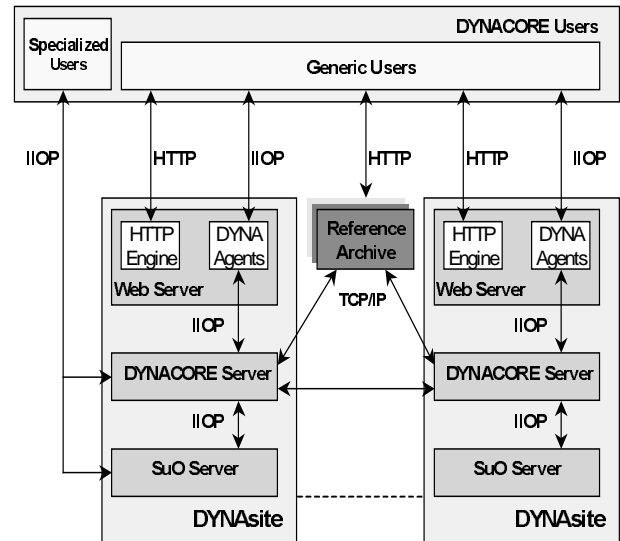 DYNACORE Users
Specialized
Users
Generic Users
IIOP
HTTP
IIOP
HTTP
HTTP
IIOP
HTTP
Engine
DYNA
Agents
Web Server
Reference
Archive
HTTP
Engine
DYNA
Agents
Web Server
TCP/IP
IIOP
IIOP
DYNACORE Server
DYNACORE Server
IIOP
IIOP
SuO Server
SuO Server
DYNAsite
DYNAsite